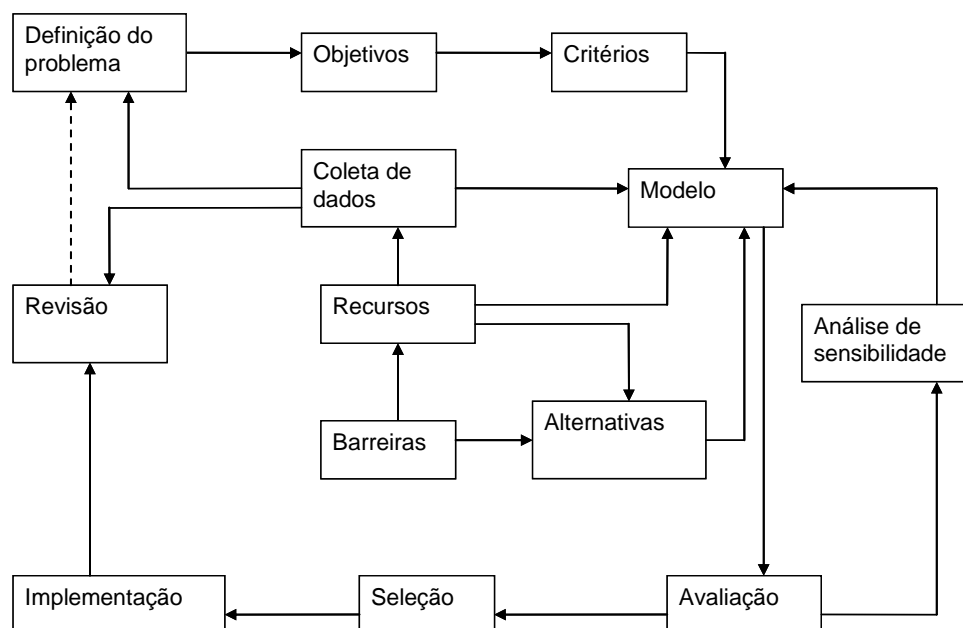 Definição do
problema
Objetivos
Critérios
Coleta de
dados
Modelo
Revisão
Recursos
Análise de
sensibilidade
Barreiras
Alternativas
Implementação
Seleção
Avaliação